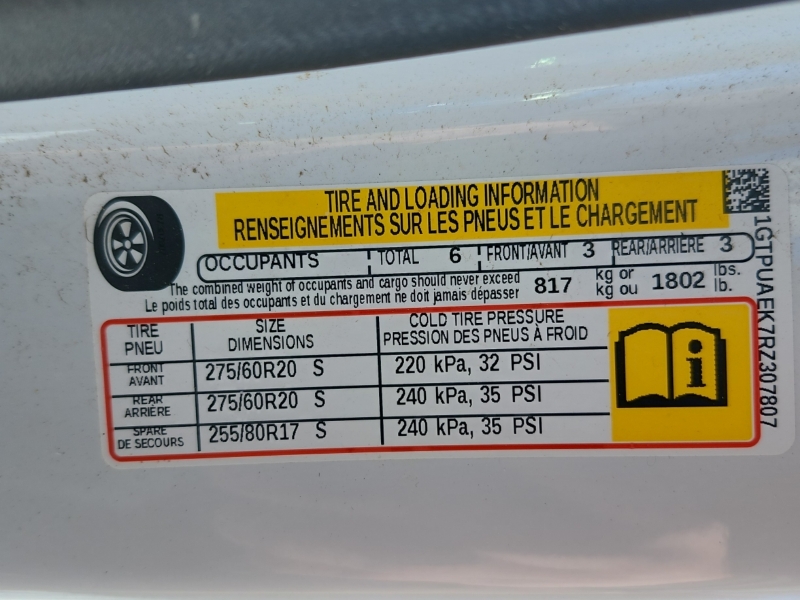 TIRE AND LOADING INFORMATION
RENSEIGNEMENTS SUR LES PNEUS ET LE CHARGEMENT
OCCUPANTS TOTAL 6 FRONT/AVANT 3 REAR/ARRIÈRE 3
The combined weight of occupants and cargo should never exceed 817 kg or 1802 lbs.
Le poids total des occupants et du chargement ne doit jamais dépasser kg ou lb.
TIRE SIZE COLD TIRE PRESSURE
PNEU DIMENSIONS PRESSION DES PNEUS À FROID
FRONT
AVANT 275/60R20 S 220 kPa, 32 PSI
REAR
ARRIÈRE 275/60R20 S 240 kPa, 35 PSI
SPARE
DE SECOURS 255/80R17 S 240 kPa, 35 PSI
1GTPUAEK7RZ307807